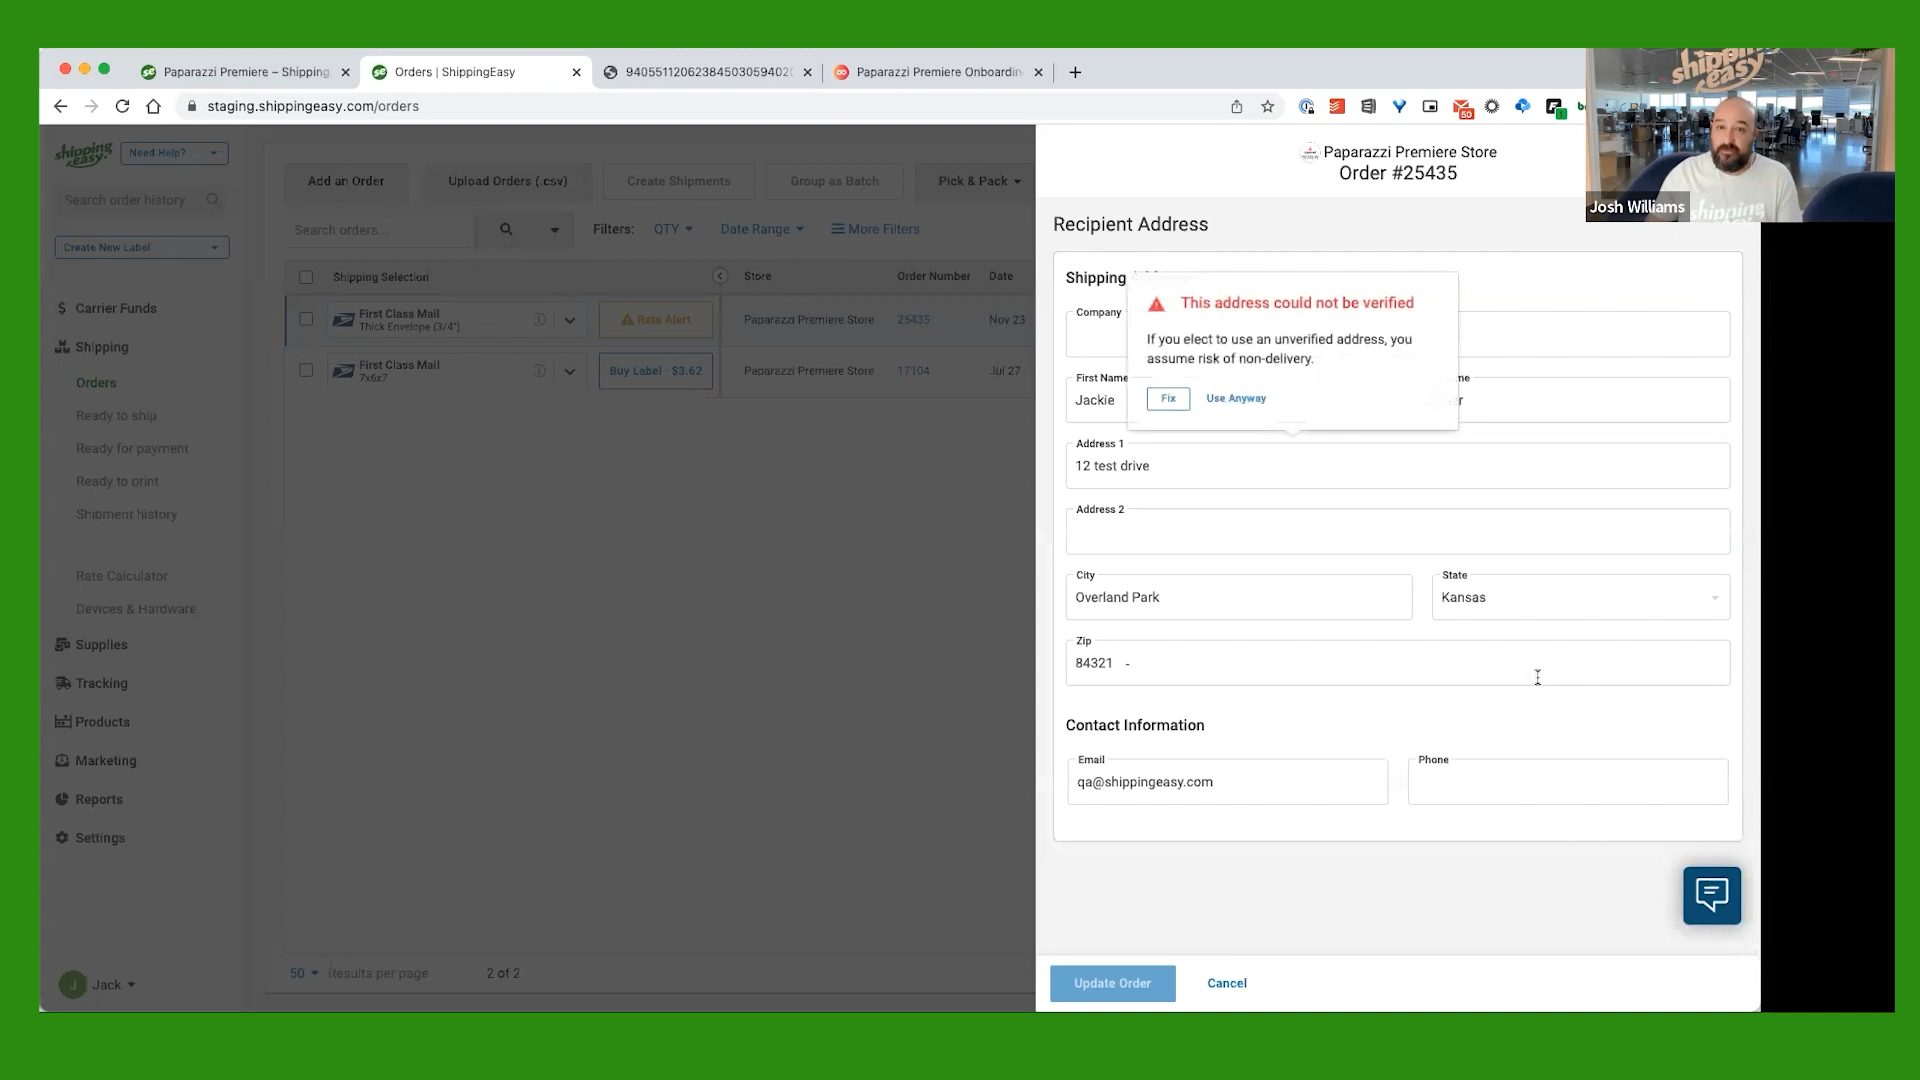 Paparazzi Premiere – Shipping
Orders | ShippingEasy
Paparazzi Premiere Onboardin
staging.shippingeasy.com/orders
50
1
shipping easy
Josh Williams
shipping
shipping easy
Need Help?
Search order history
Create New Label
Carrier Funds
Shipping
Orders
Ready to ship
Ready for payment
Ready to print
Shipment history
Rate Calculator
Devices & Hardware
Supplies
Tracking
Products
Marketing
Reports
Settings
J Jack
Add an Order
Upload Orders (.csv)
Create Shipments
Group as Batch
Pick & Pack
Search orders...
Filters: QTY Date Range More Filters
Shipping Selection Store Order Number Date
First Class Mail
Thick Envelope (3/4")
Rate Alert Paparazzi Premiere Store 25435 Nov 23
First Class Mail
7x6x7
Buy Label · $3.62 Paparazzi Premiere Store 17104 Jul 27
50 Results per page 2 of 2
Paparazzi Premiere Store
Order #25435
Recipient Address
Shipping
This address could not be verified
If you elect to use an unverified address, you
assume risk of non-delivery.
Fix Use Anyway
Company
First Name
Jackie
Address 1
12 test drive
Address 2
City
Overland Park
State
Kansas
Zip
84321 -
Contact Information
Email
qa@shippingeasy.com
Phone
Update Order Cancel